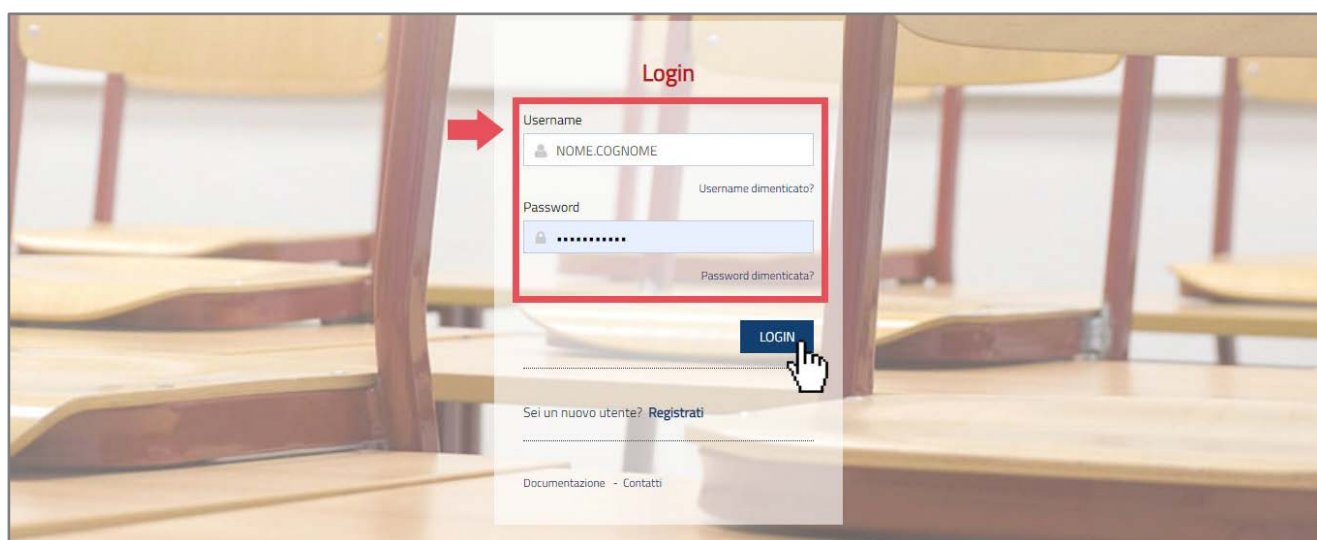 Login
Username
NOME.COGNOME
Username dimenticato?
Password
•••••••••••
Password dimenticata?
LOGIN
Sei un nuovo utente? Registrati
Documentazione - Contatti